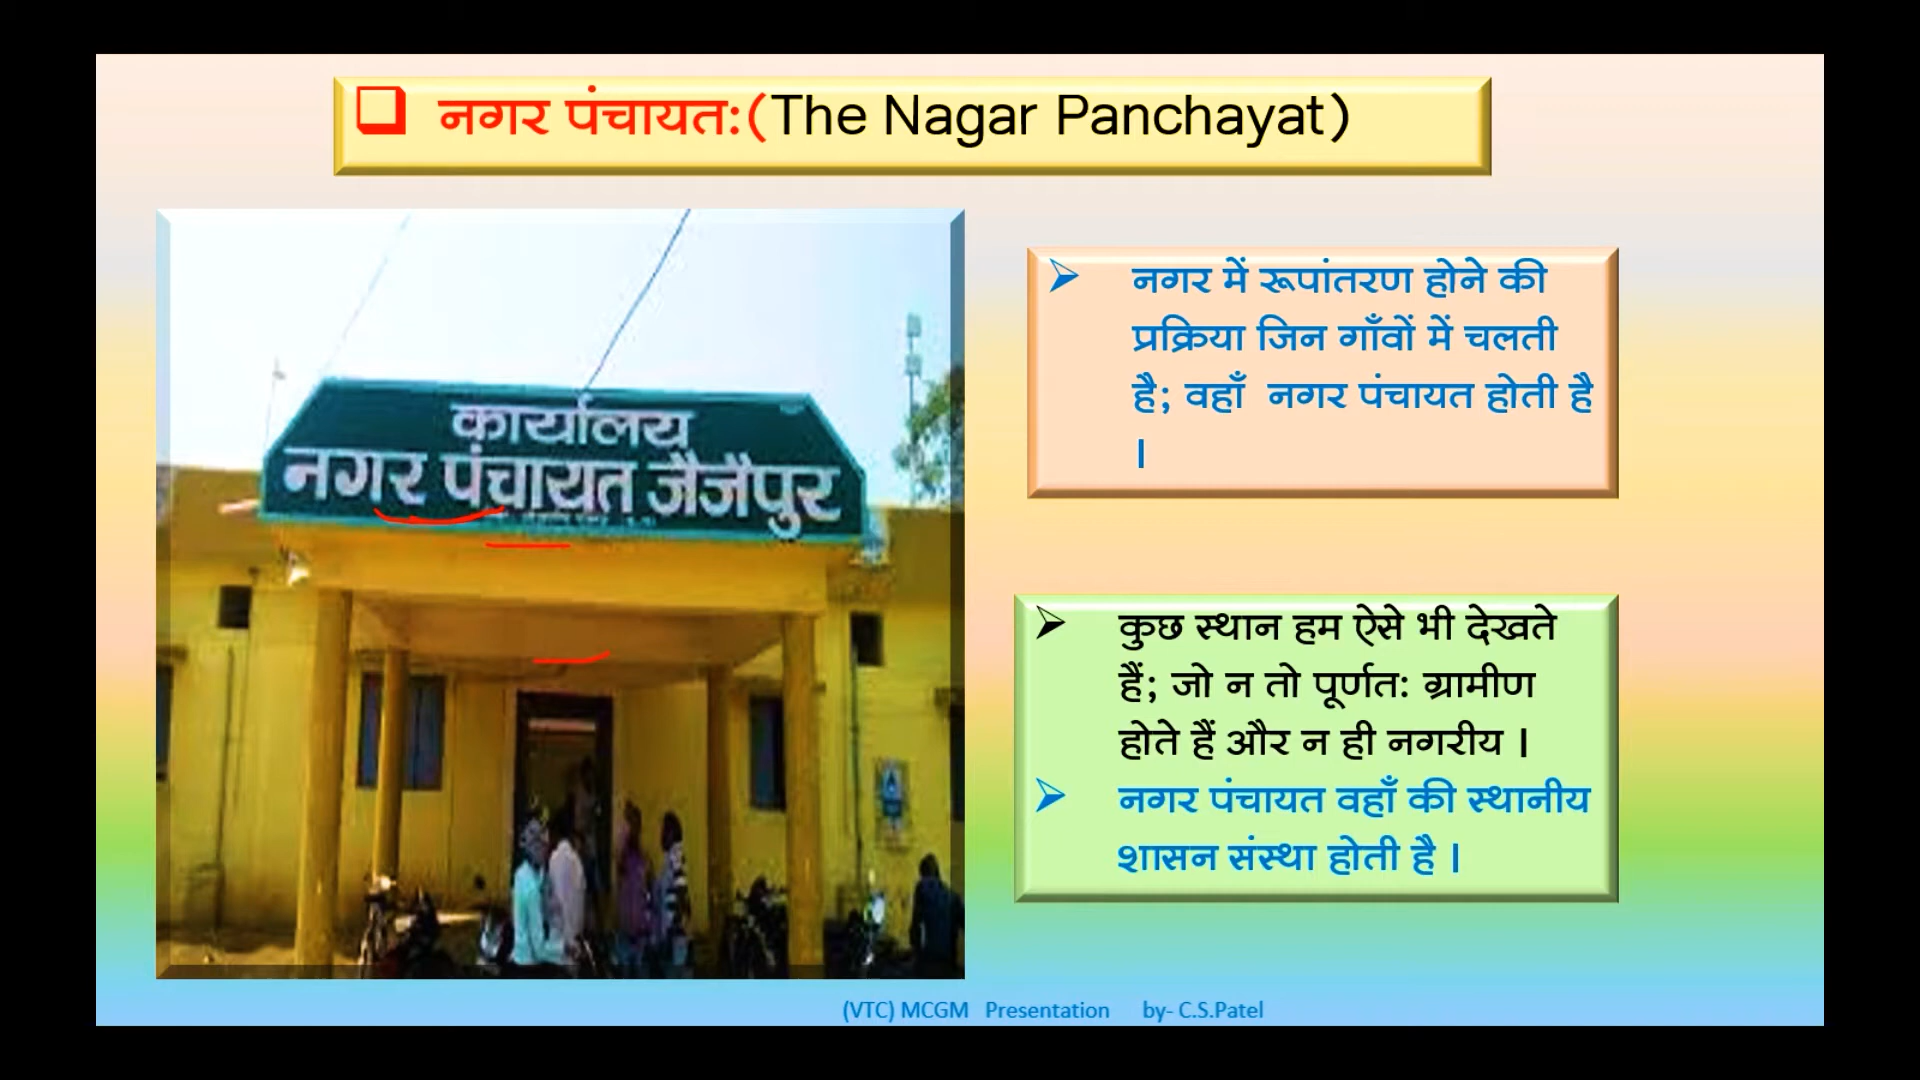 नगर पंचायत:(The Nagar Panchayat)
कार्यालय
नगर पंचायत जैजैपुर
नगर में रूपांतरण होने की
प्रक्रिया जिन गाँवों में चलती
है; वहाँ नगर पंचायत होती है
।
कुछ स्थान हम ऐसे भी देखते
हैं; जो न तो पूर्णत: ग्रामीण
होते हैं और न ही नगरीय ।
नगर पंचायत वहाँ की स्थानीय
शासन संस्था होती है ।
(VTC) MCGM Presentation by- C.S.Patel